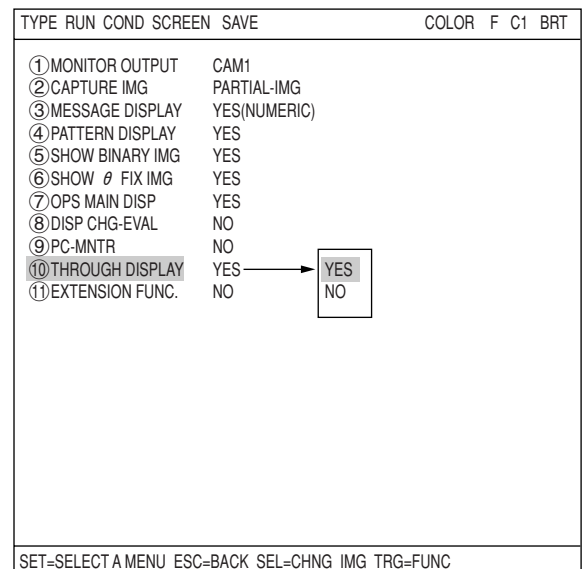 TYPE RUN COND SCREEN SAVE COLOR F C1 BRT
①MONITOR OUTPUT CAM1
②CAPTURE IMG PARTIAL-IMG
③MESSAGE DISPLAY YES(NUMERIC)
④PATTERN DISPLAY YES
⑤SHOW BINARY IMG YES
⑥SHOW θ FIX IMG YES
⑦OPS MAIN DISP YES
⑧DISP CHG-EVAL NO
⑨PC-MNTR NO
⑩THROUGH DISPLAY YES YES
⑪EXTENSION FUNC. NO NO
SET=SELECT A MENU ESC=BACK SEL=CHNG IMG TRG=FUNC